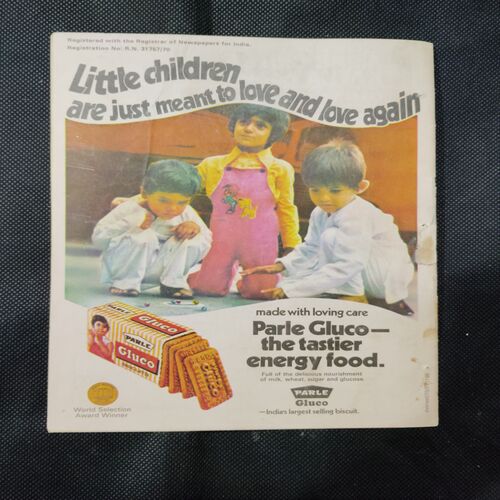 Registered with the Registrar of Newspapers for India.
Registration No: R.N. 31767/70
Little children
are just meant to love and love again
made with loving care
Parle Gluco—
the tastier
energy food.
Full of the delicious nourishment
of milk, wheat, sugar and glucose.
PARLE
Gluco
—India's largest selling biscuit.
PARLE
Gluco
Gluco
World Selection
Award Winner